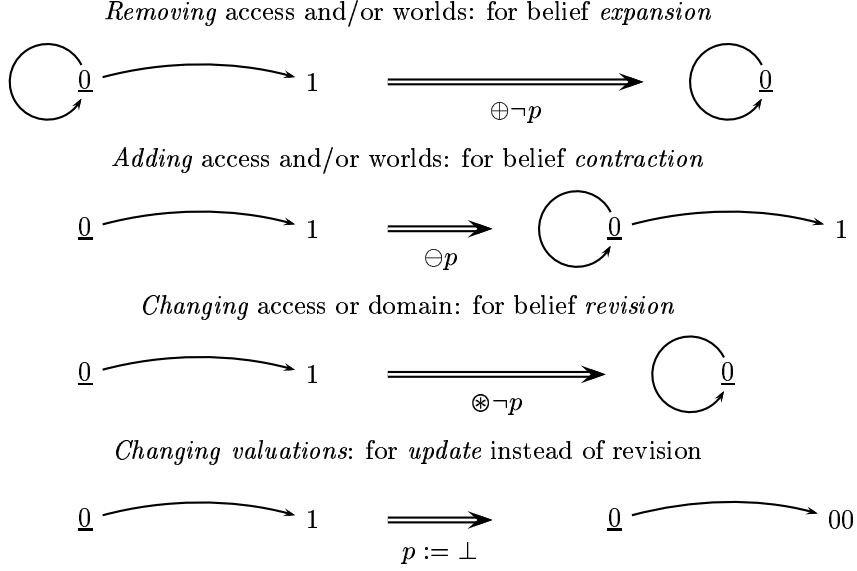 Removing access and/or worlds: for belief expansion
0 1 0
⊕¬p
Adding access and/or worlds: for belief contraction
0 1 0 1
⊖p
Changing access or domain: for belief revision
0 1 0
⊛¬p
Changing valuations: for update instead of revision
0 1 0 00
p := ⊥